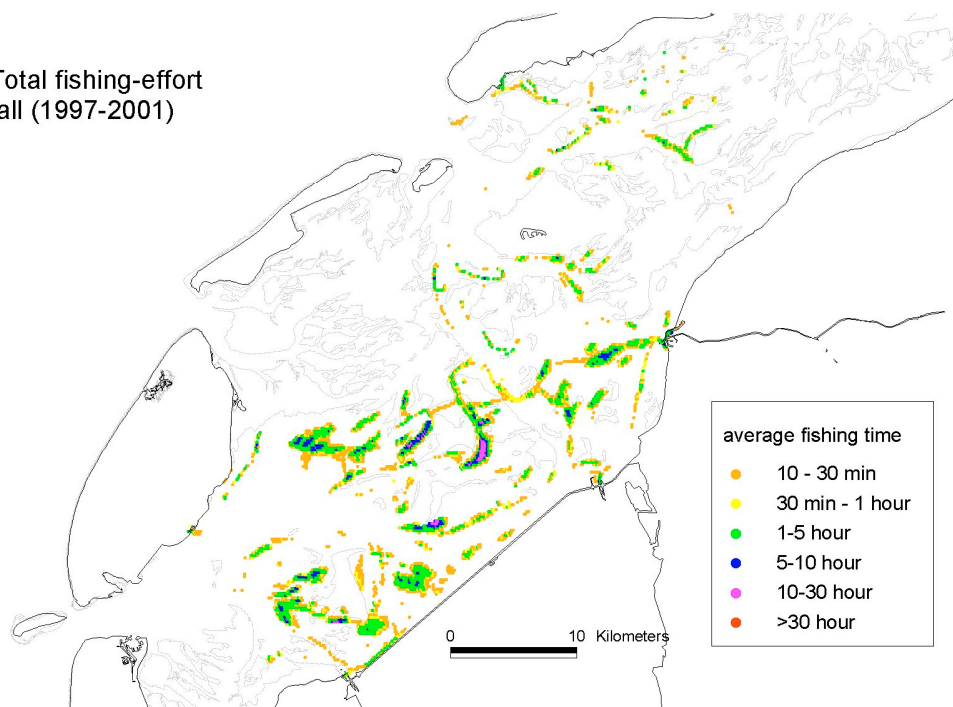 Total fishing-effort
all (1997-2001)
average fishing time
10 - 30 min
30 min - 1 hour
1-5 hour
5-10 hour
10-30 hour
>30 hour
0 10 Kilometers